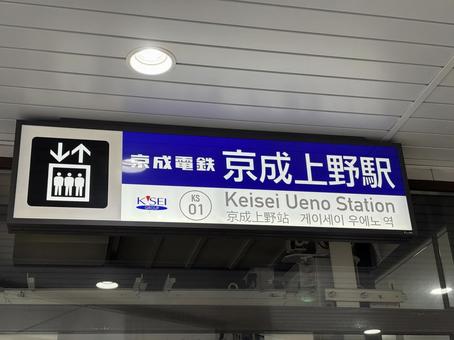 京成電鉄 京成上野駅
KEISEI GROUP
KS 01
Keisei Ueno Station
京成上野站 게이세이 우에노 역